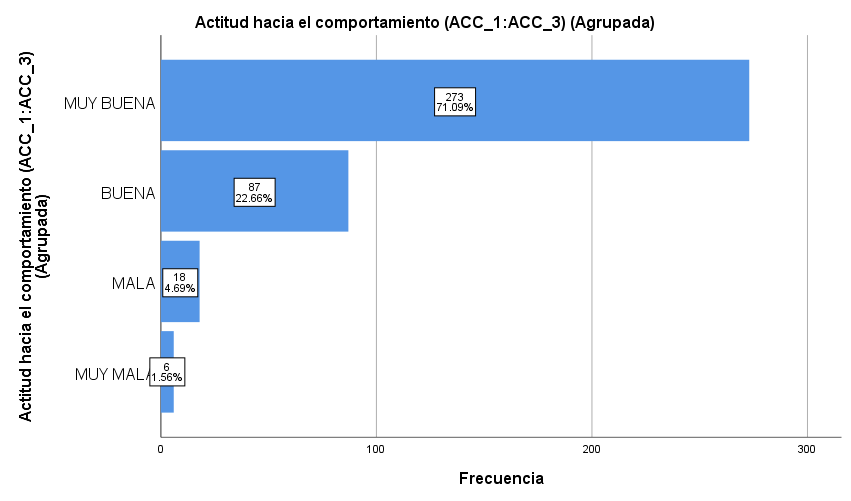 Actitud hacia el comportamiento (ACC_1:ACC_3) (Agrupada)
Actitud hacia el comportamiento (ACC_1:ACC_3)
(Agrupada)
MUY BUENA
273
71.09%
BUENA
87
22.66%
MALA
18
4.69%
MUY MALA
6
1.56%
0
100
200
300
Frecuencia